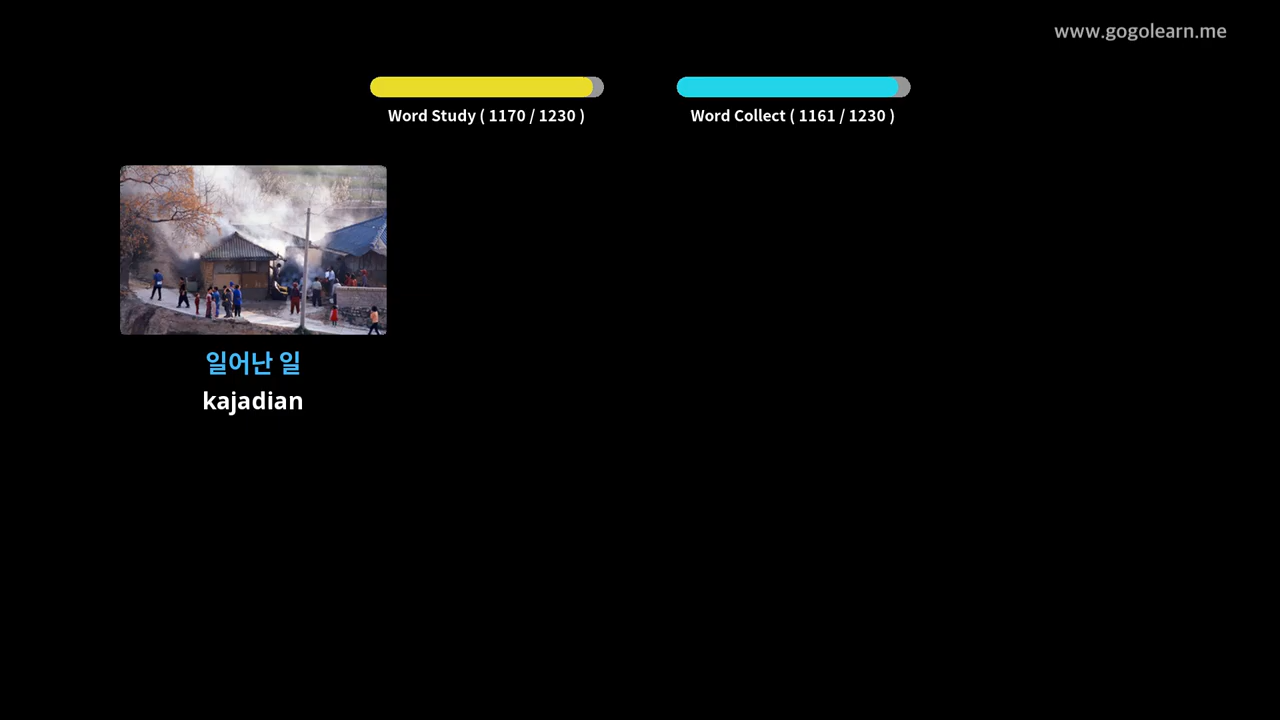 www.gogolearn.me
Word Study ( 1170 / 1230 )
Word Collect ( 1161 / 1230 )
일어난 일
kajadian